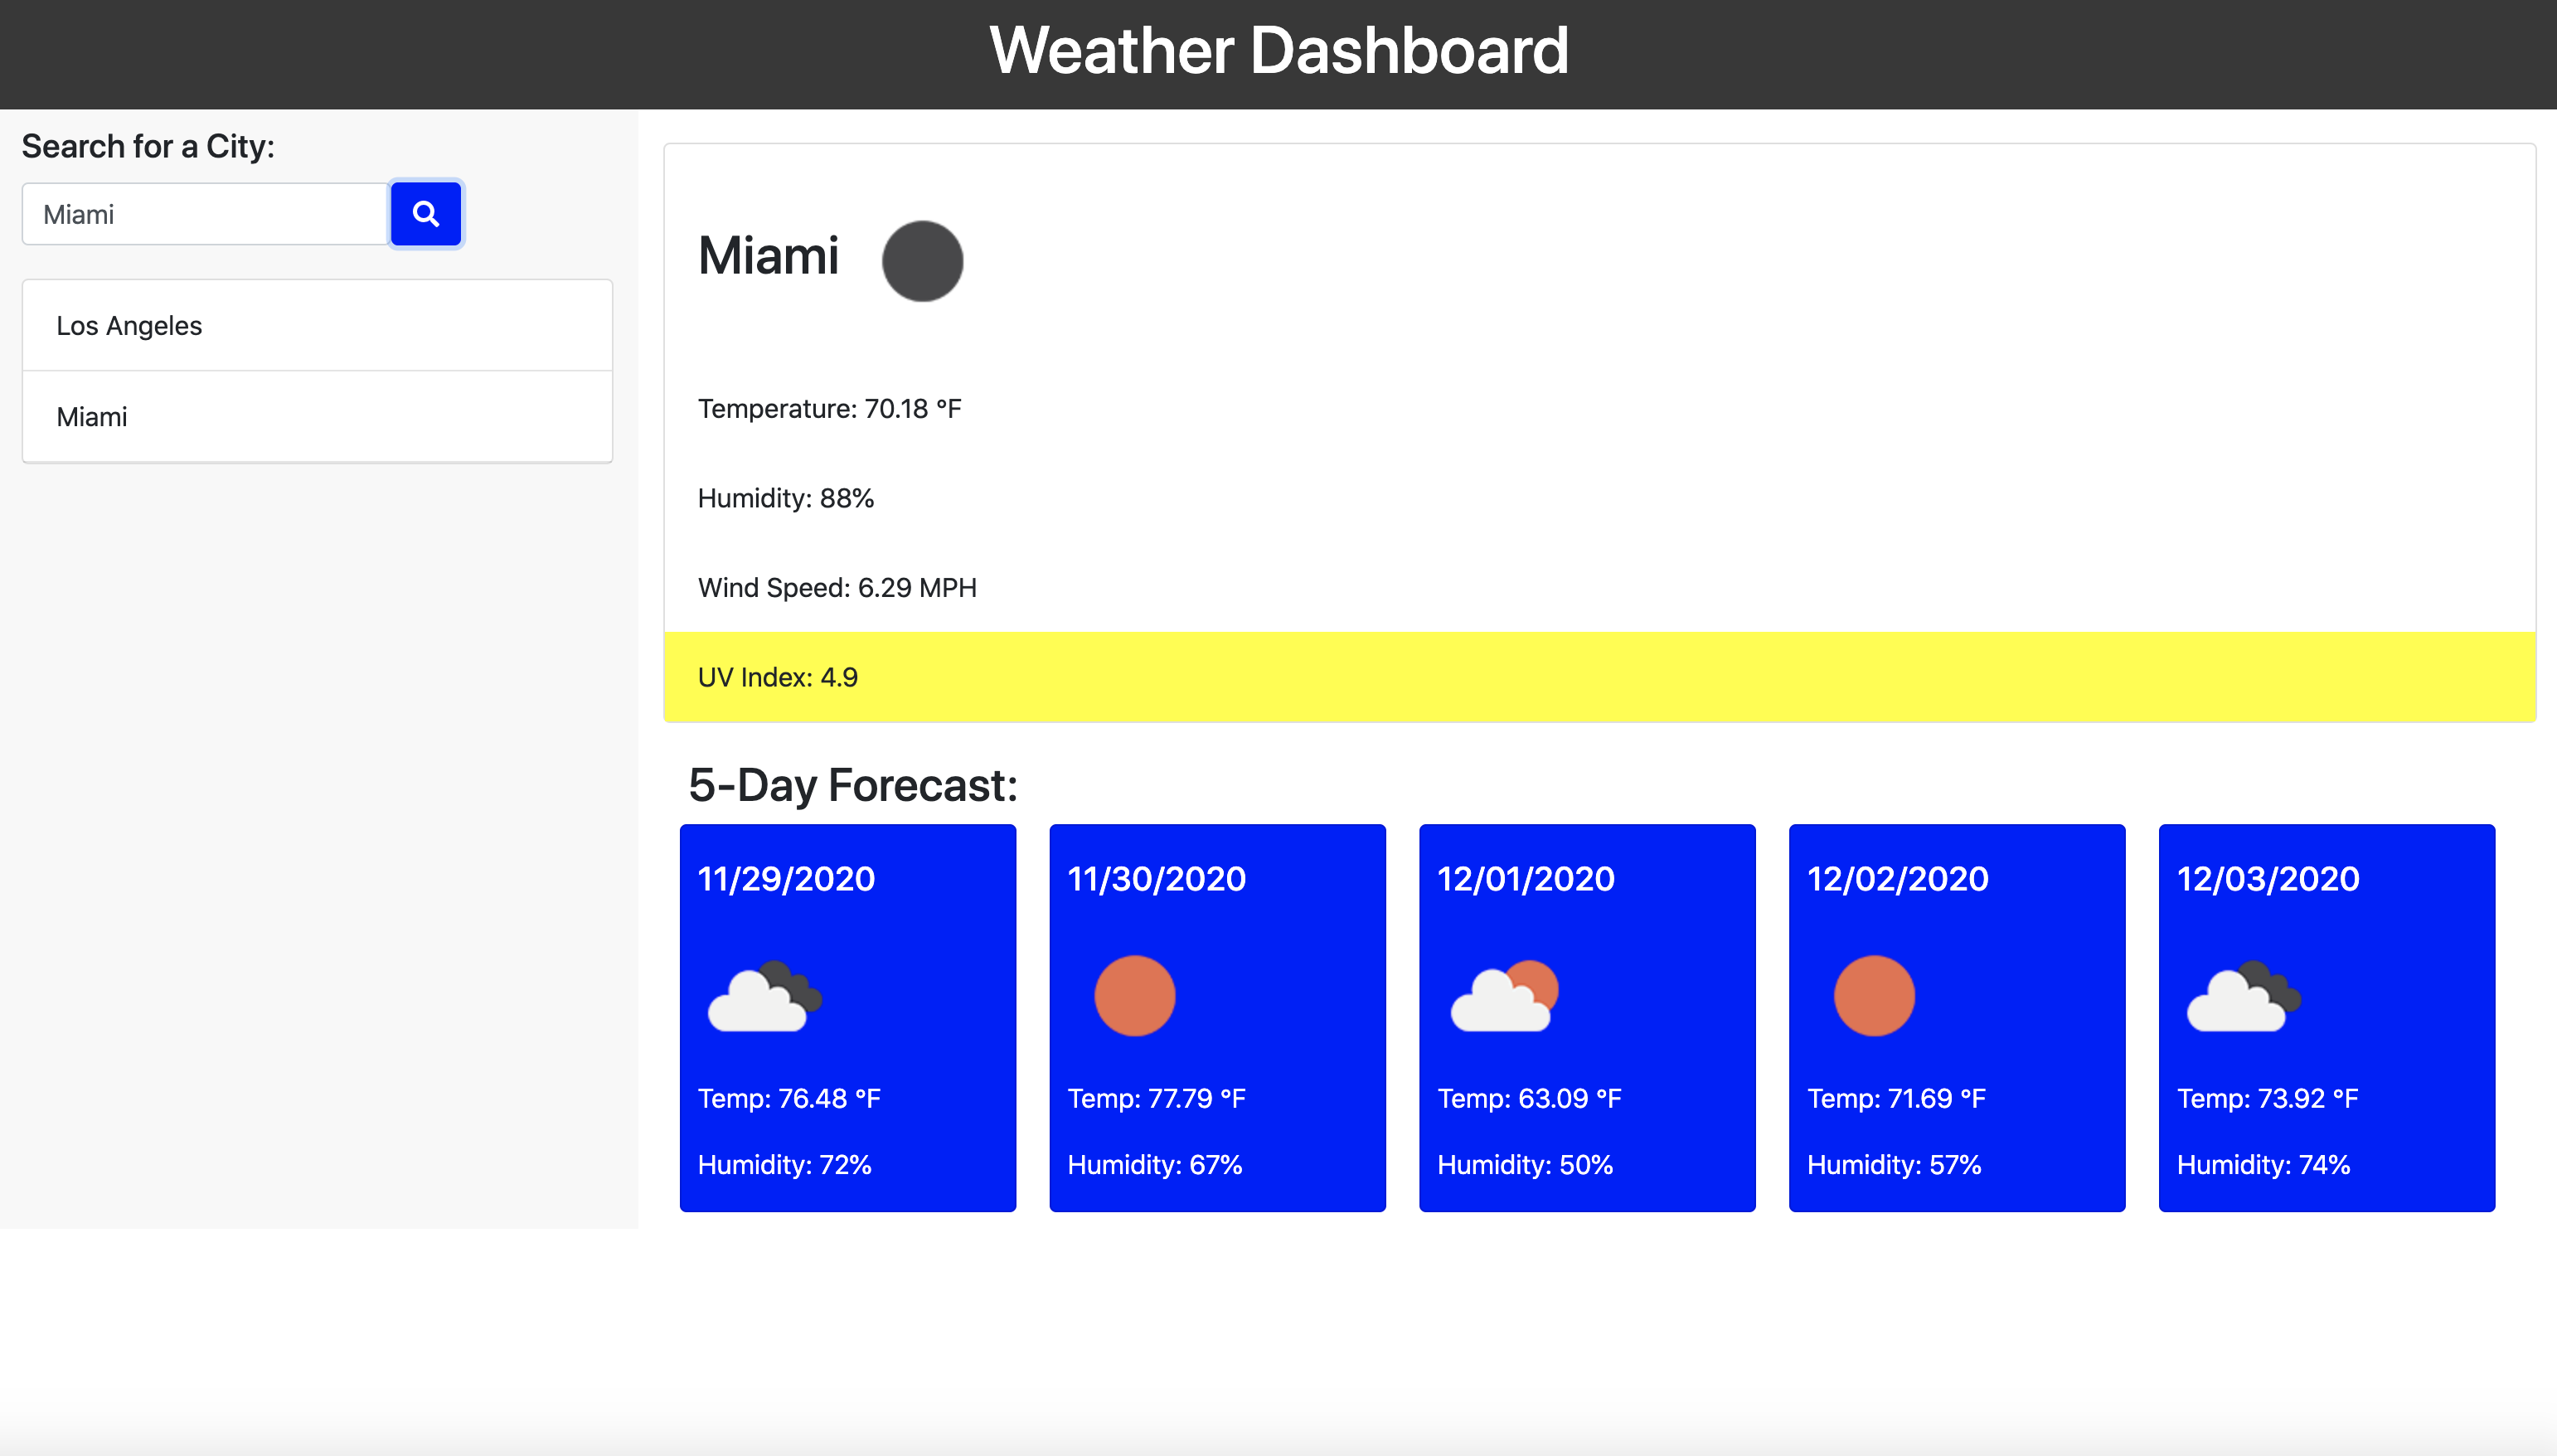 Weather Dashboard
Search for a City:
Miami
Los Angeles
Miami
Miami
Temperature: 70.18 °F
Humidity: 88%
Wind Speed: 6.29 MPH
UV Index: 4.9
5-Day Forecast:
11/29/2020
Temp: 76.48 °F
Humidity: 72%
11/30/2020
Temp: 77.79 °F
Humidity: 67%
12/01/2020
Temp: 63.09 °F
Humidity: 50%
12/02/2020
Temp: 71.69 °F
Humidity: 57%
12/03/2020
Temp: 73.92 °F
Humidity: 74%